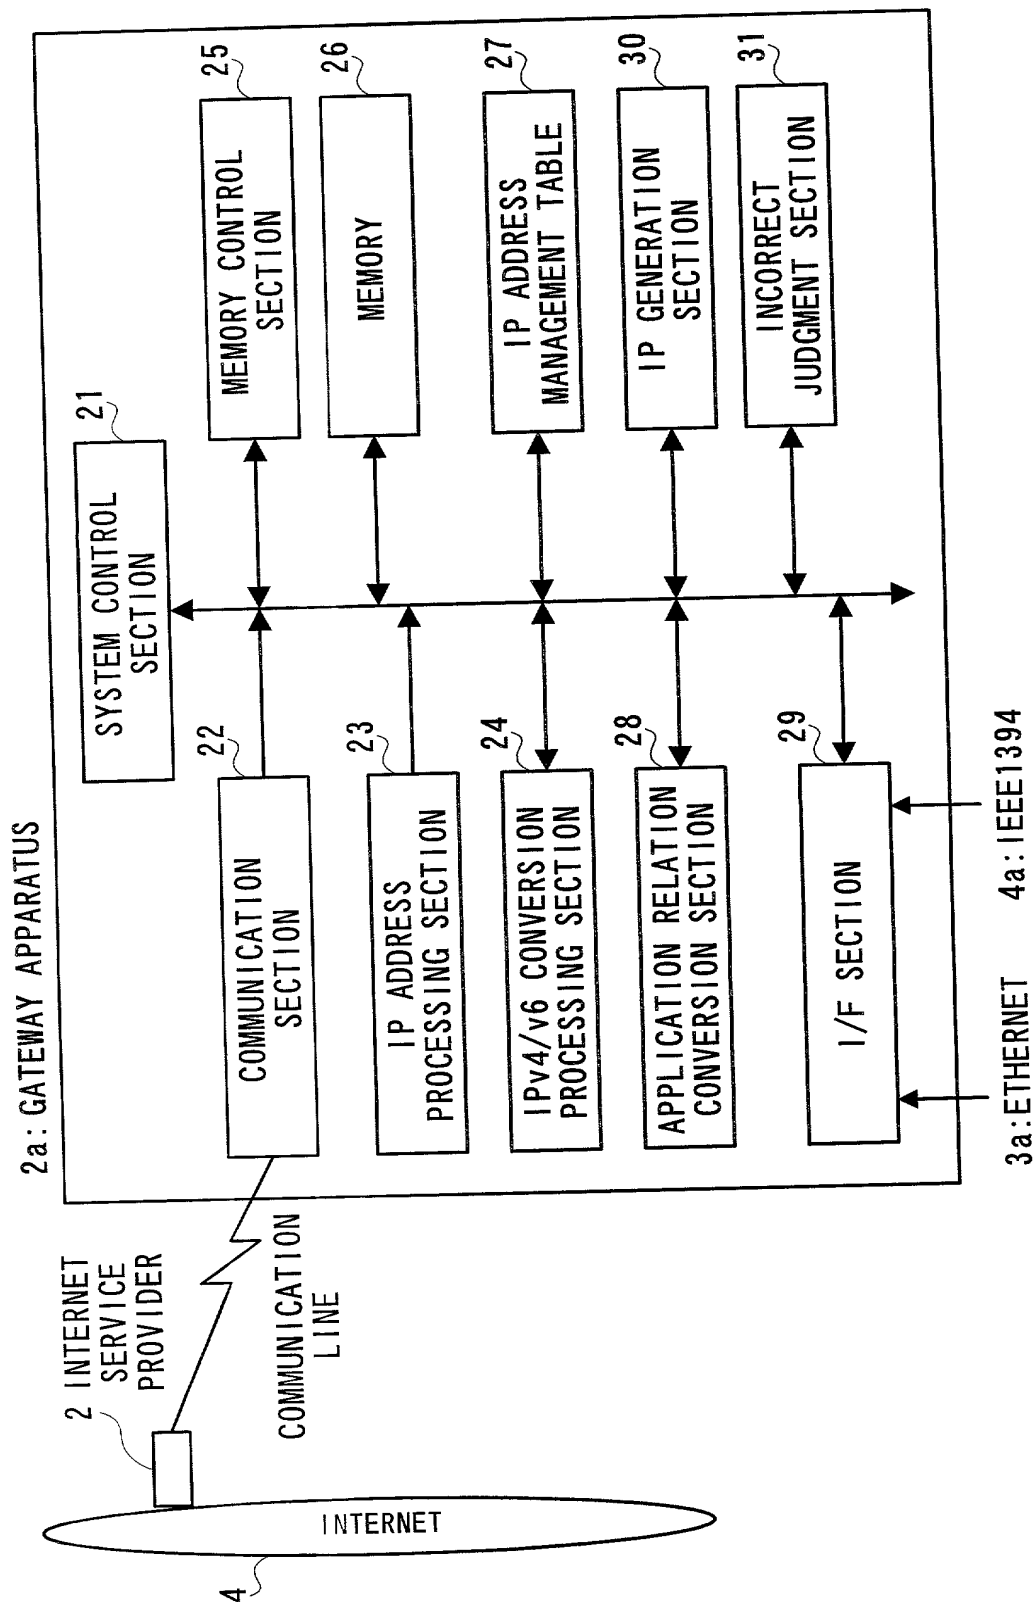 2a:GATEWAY APPARATUS
2 INTERNET
SERVICE
PROVIDER
COMMUNICATION
LINE
4
INTERNET
21
SYSTEM CONTROL
SECTION
22
COMMUNICATION
SECTION
23
IP ADDRESS
PROCESSING SECTION
24
IPv4/v6 CONVERSION
PROCESSING SECTION
28
APPLICATION RELATION
CONVERSION SECTION
29
I/F SECTION
25
MEMORY CONTROL
SECTION
26
MEMORY
27
IP ADDRESS
MANAGEMENT TABLE
30
IP GENERATION
SECTION
31
INCORRECT
JUDGMENT SECTION
3a:ETHERNET
4a:IEEE1394